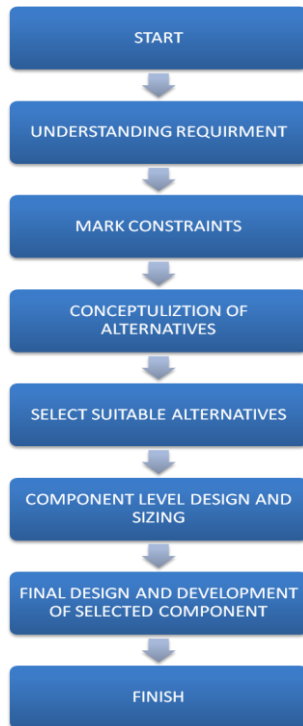 START
UNDERSTANDING REQUIRMENT
MARK CONSTRAINTS
CONCEPTULIZTION OF
ALTERNATIVES
SELECT SUITABLE ALTERNATIVES
COMPONENT LEVEL DESIGN AND
SIZING
FINAL DESIGN AND DEVELOPMENT
OF SELECTED COMPONENT
FINISH